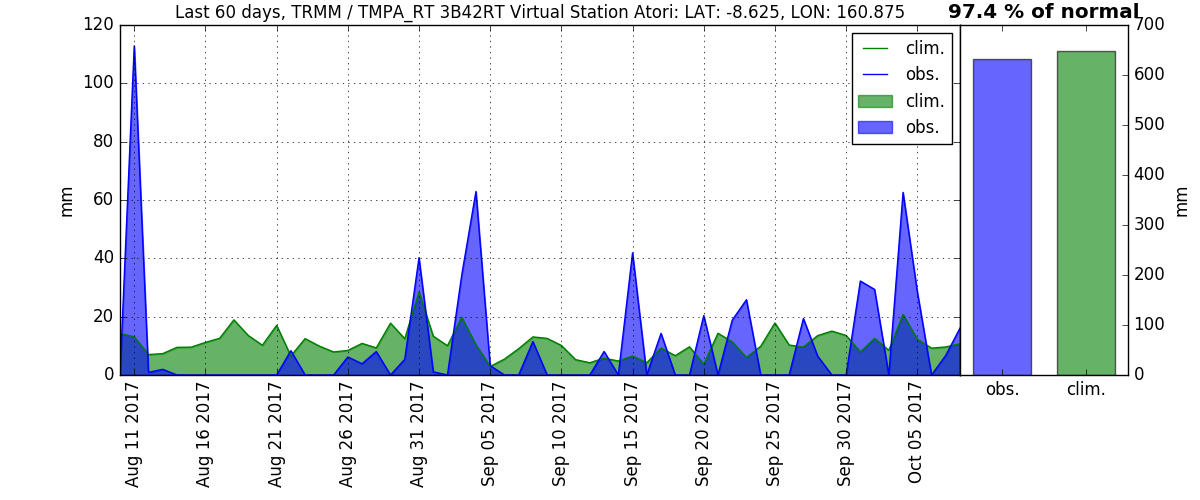 Last 60 days, TRMM / TMPA_RT 3B42RT Virtual Station Atori: LAT: -8.625, LON: 160.875
97.4 % of normal
120
100
80
60
40
20
0
mm
clim.
obs.
clim.
obs.
700
600
500
400
300
200
100
0
mm
obs.
clim.
Aug 11 2017
Aug 16 2017
Aug 21 2017
Aug 26 2017
Aug 31 2017
Sep 05 2017
Sep 10 2017
Sep 15 2017
Sep 20 2017
Sep 25 2017
Sep 30 2017
Oct 05 2017